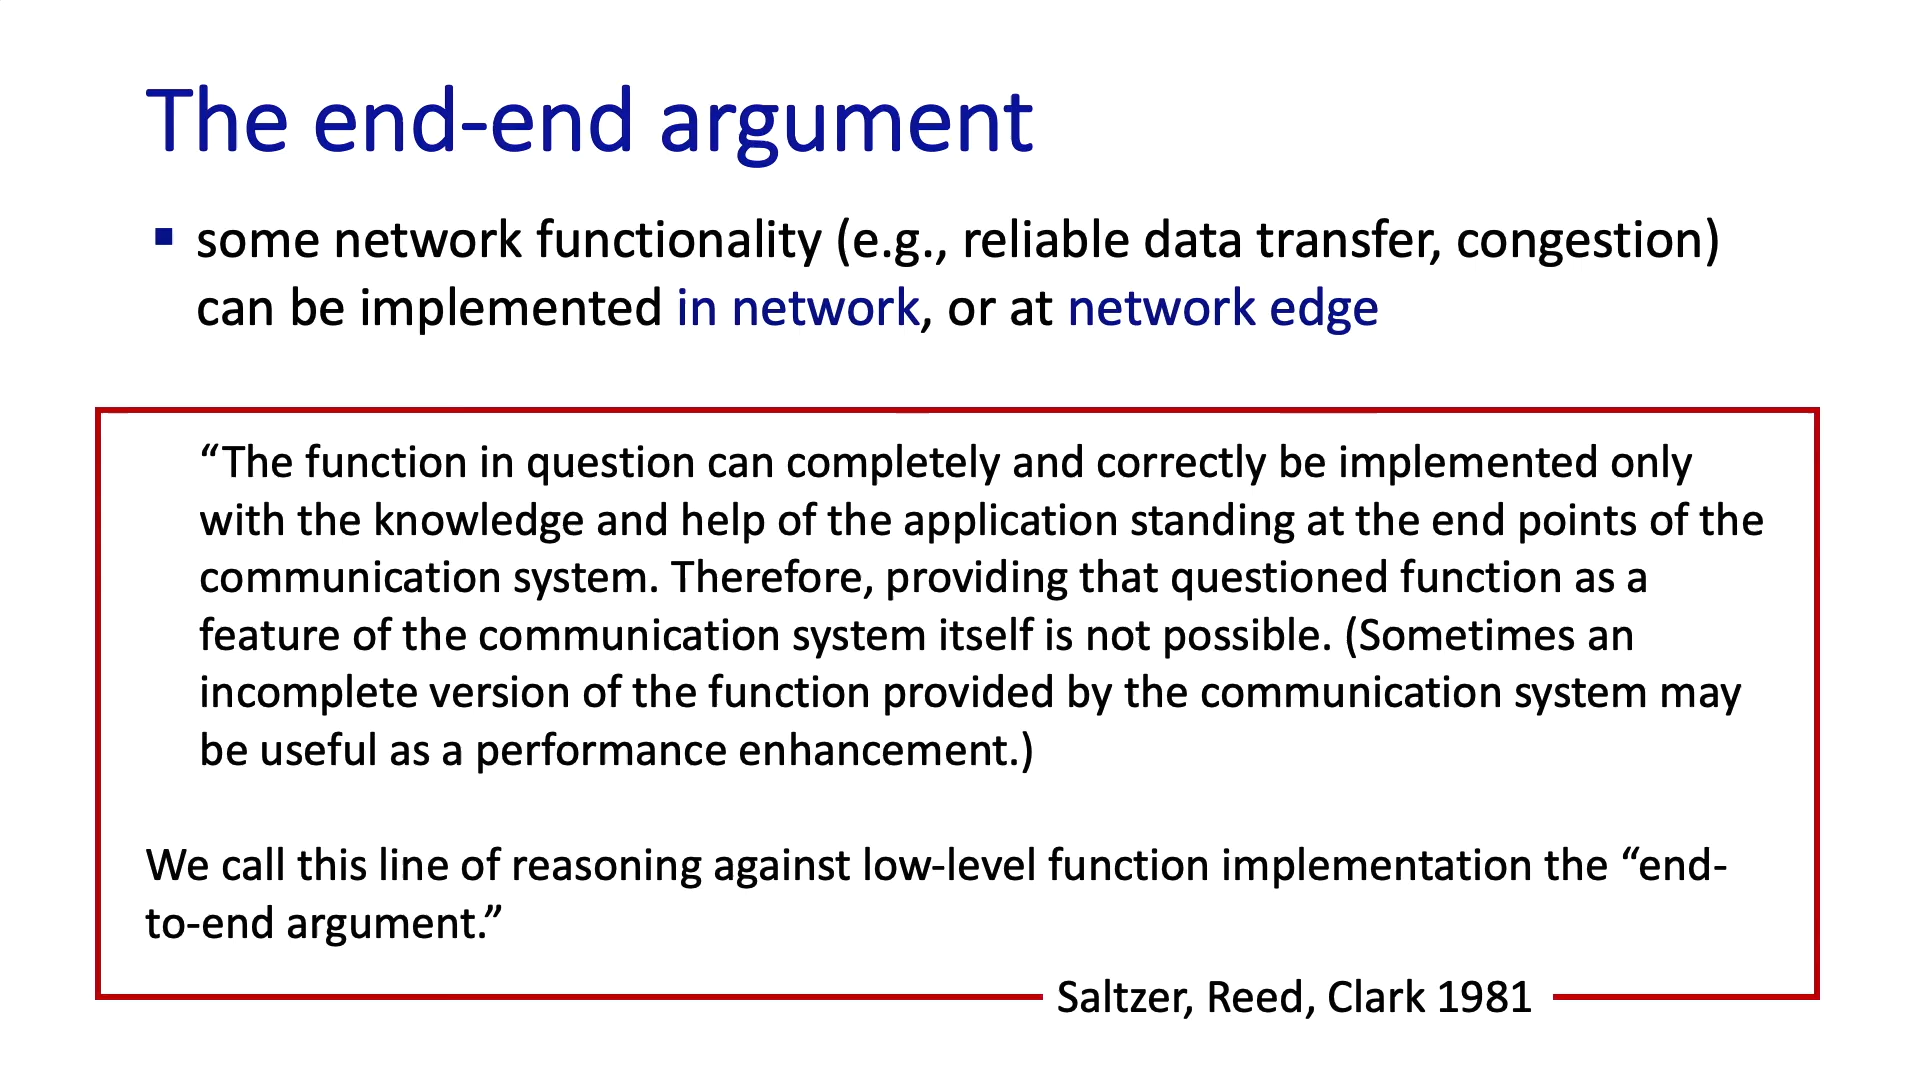 The end-end argument
▪ some network functionality (e.g., reliable data transfer, congestion)
can be implemented in network, or at network edge
“The function in question can completely and correctly be implemented only
with the knowledge and help of the application standing at the end points of the
communication system. Therefore, providing that questioned function as a
feature of the communication system itself is not possible. (Sometimes an
incomplete version of the function provided by the communication system may
be useful as a performance enhancement.)
We call this line of reasoning against low-level function implementation the “end-
to-end argument.”
Saltzer, Reed, Clark 1981